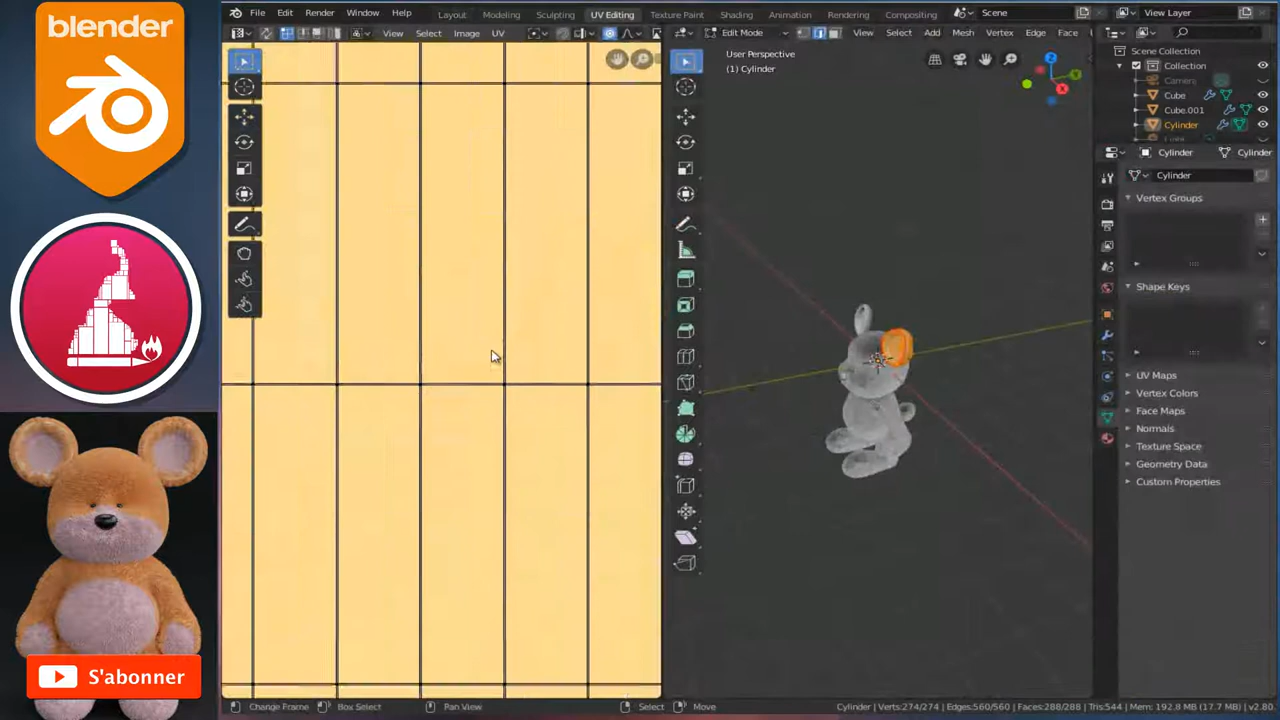 blender
S'abonner
File Edit Render Window Help
Layout Modeling Sculpting UV Editing Texture Paint Shading Animation Rendering Compositing
Scene
View Layer
View Select Image UV
Edit Mode
View Select Add Mesh Vertex Edge Face
User Perspective
(1) Cylinder
Scene Collection
Collection
Camera
Cube
Cube.001
Cylinder
Cylinder
Cylinder
Cylinder
Vertex Groups
Shape Keys
UV Maps
Vertex Colors
Face Maps
Normals
Texture Space
Geometry Data
Custom Properties
Change Frame Box Select Pan View Select Move
Cylinder | Verts:274/274 | Edges:560/560 | Faces:288/288 | Tris:544 | Mem: 192.8 MB (17.7 MB) | v2.80